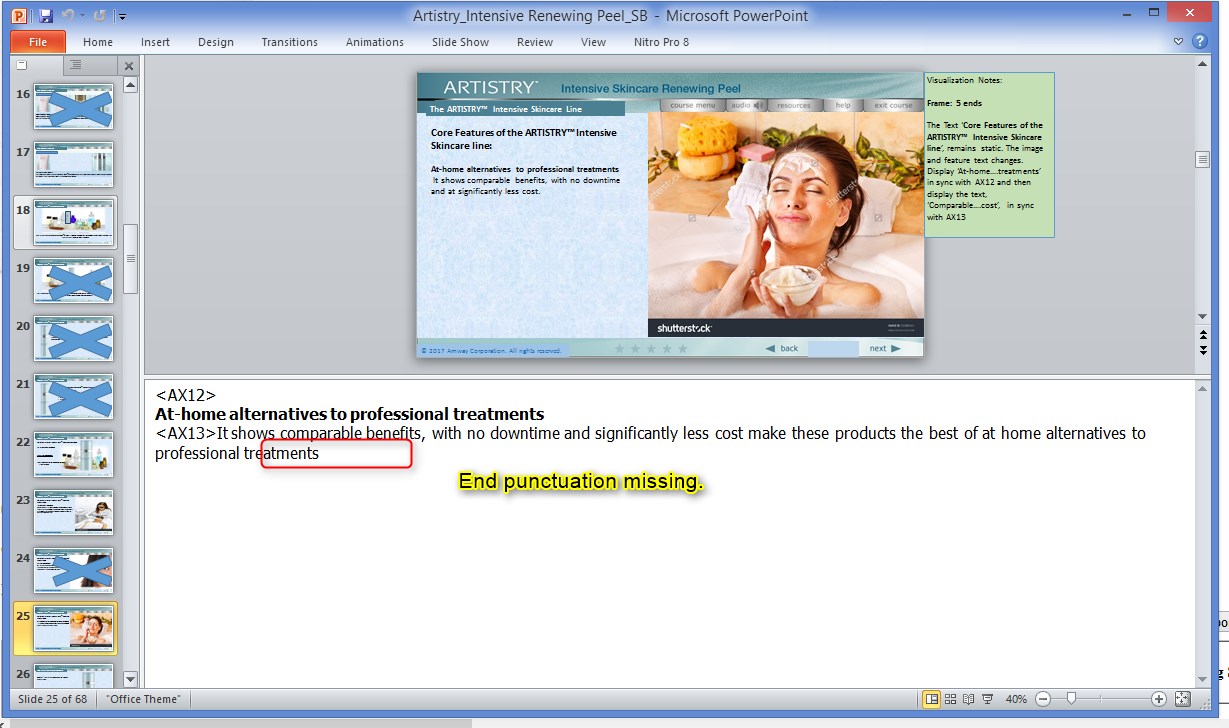 Artistry_Intensive Renewing Peel_SB - Microsoft PowerPoint
File Home Insert Design Transitions Animations Slide Show Review View Nitro Pro 8
16
17
18
19
20
21
22
23
24
25
26
ARTISTRY™ Intensive Skincare Renewing Peel
The ARTISTRY™ Intensive Skincare Line
course menu audio resources help exit course
Core Features of the ARTISTRY™ Intensive
Skincare line:
At-home alternatives to professional treatments
It shows comparable benefits, with no downtime
and at significantly less cost.
shutterstock
© 2017 Amway Corporation. All rights reserved.
back next
Visualization Notes:
Frame: 5 ends
The Text ‘Core Features of the
ARTISTRY™ Intensive Skincare
line’, remains static. The image
and feature text changes.
Display ‘At-home....treatments’
in sync with AX12 and then
display the text,
‘Comparable....cost’, in sync
with AX13
<AX12>
At-home alternatives to professional treatments
<AX13>It shows comparable benefits, with no downtime and significantly less cost make these products the best of at home alternatives to
professional treatments
End punctuation missing.
Slide 25 of 68 "Office Theme" 40%